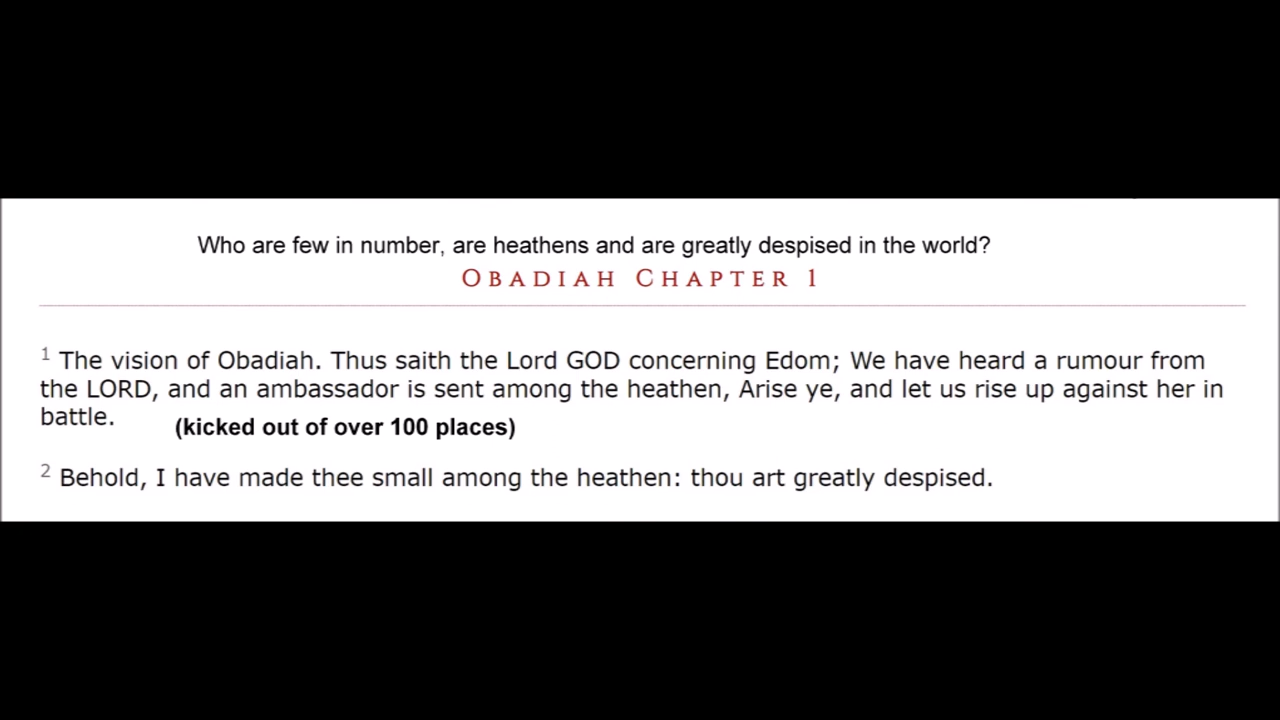 Who are few in number, are heathens and are greatly despised in the world?
OBADIAH CHAPTER 1
1 The vision of Obadiah. Thus saith the Lord GOD concerning Edom; We have heard a rumour from
the LORD, and an ambassador is sent among the heathen, Arise ye, and let us rise up against her in
battle.
(kicked out of over 100 places)
2 Behold, I have made thee small among the heathen: thou art greatly despised.